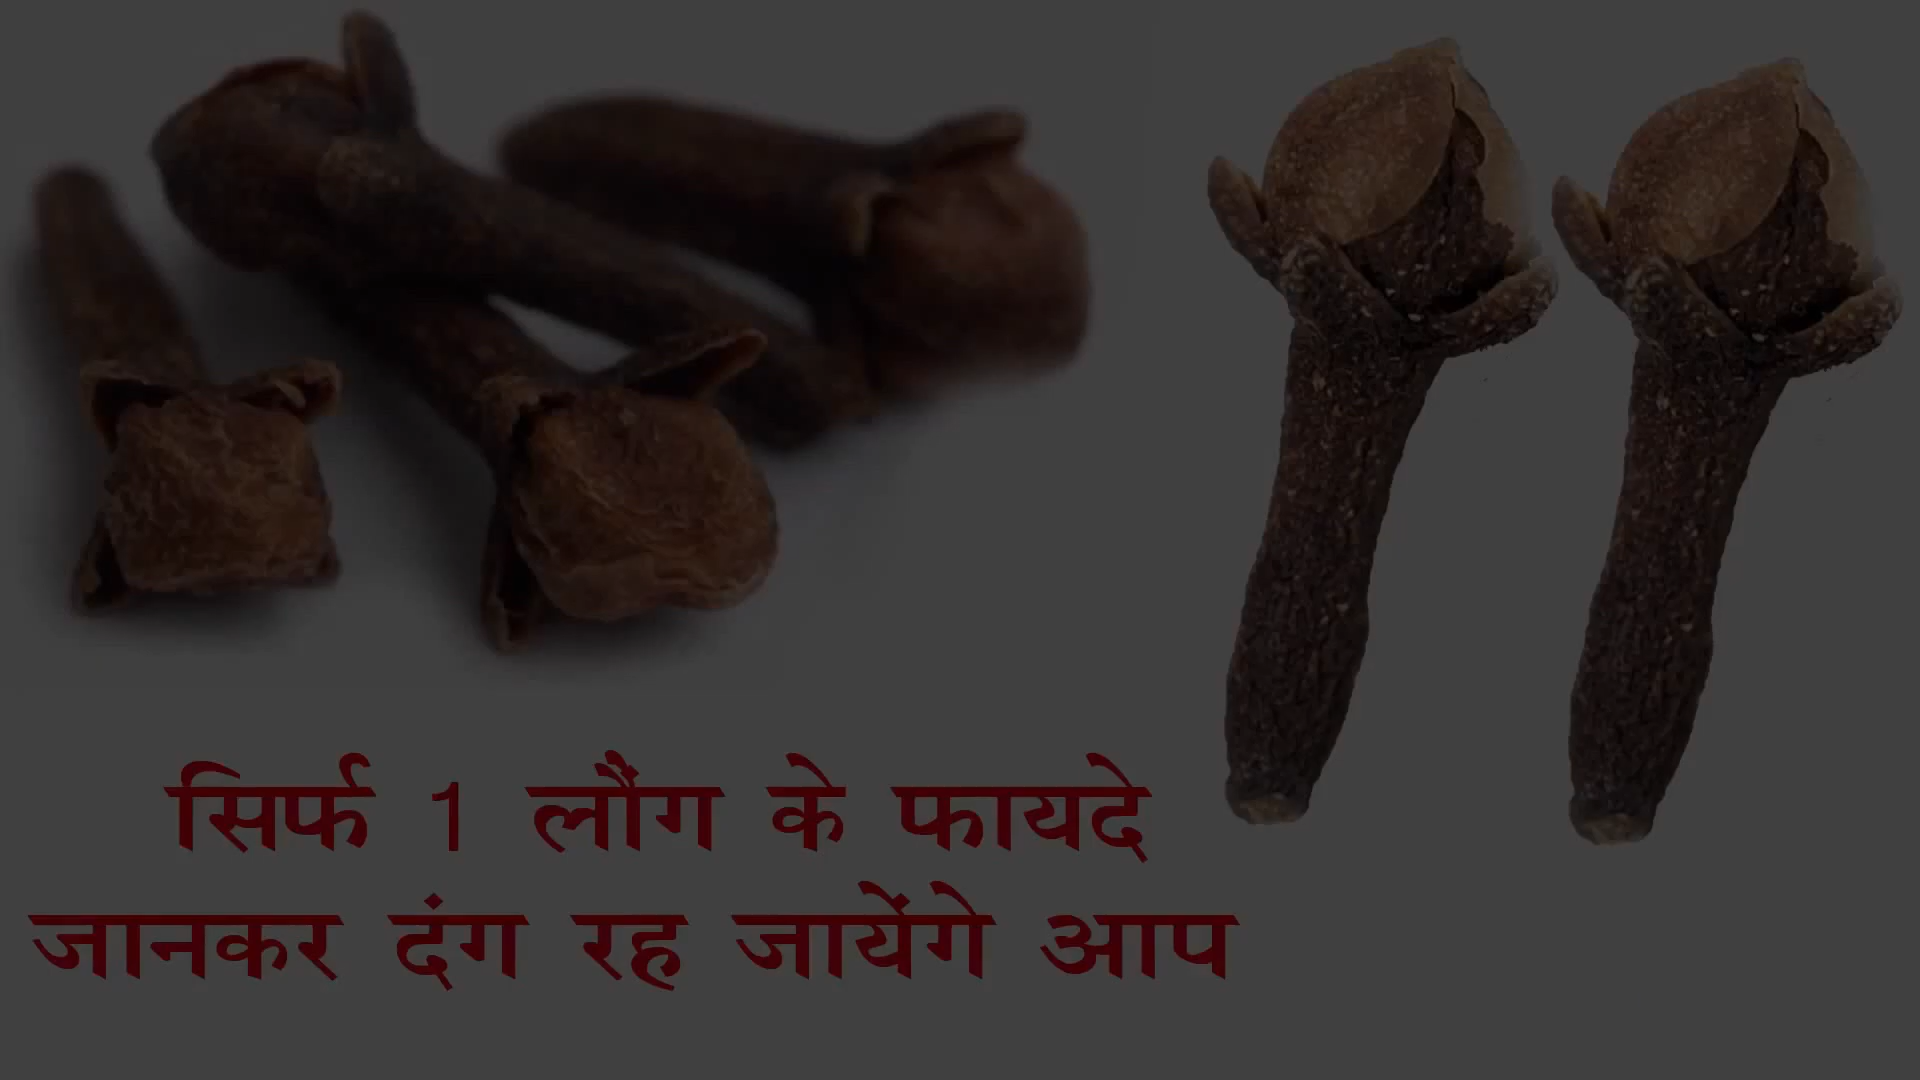 सिर्फ 1 लौंग के फायदे
जानकर दंग रह जायेंगे आप